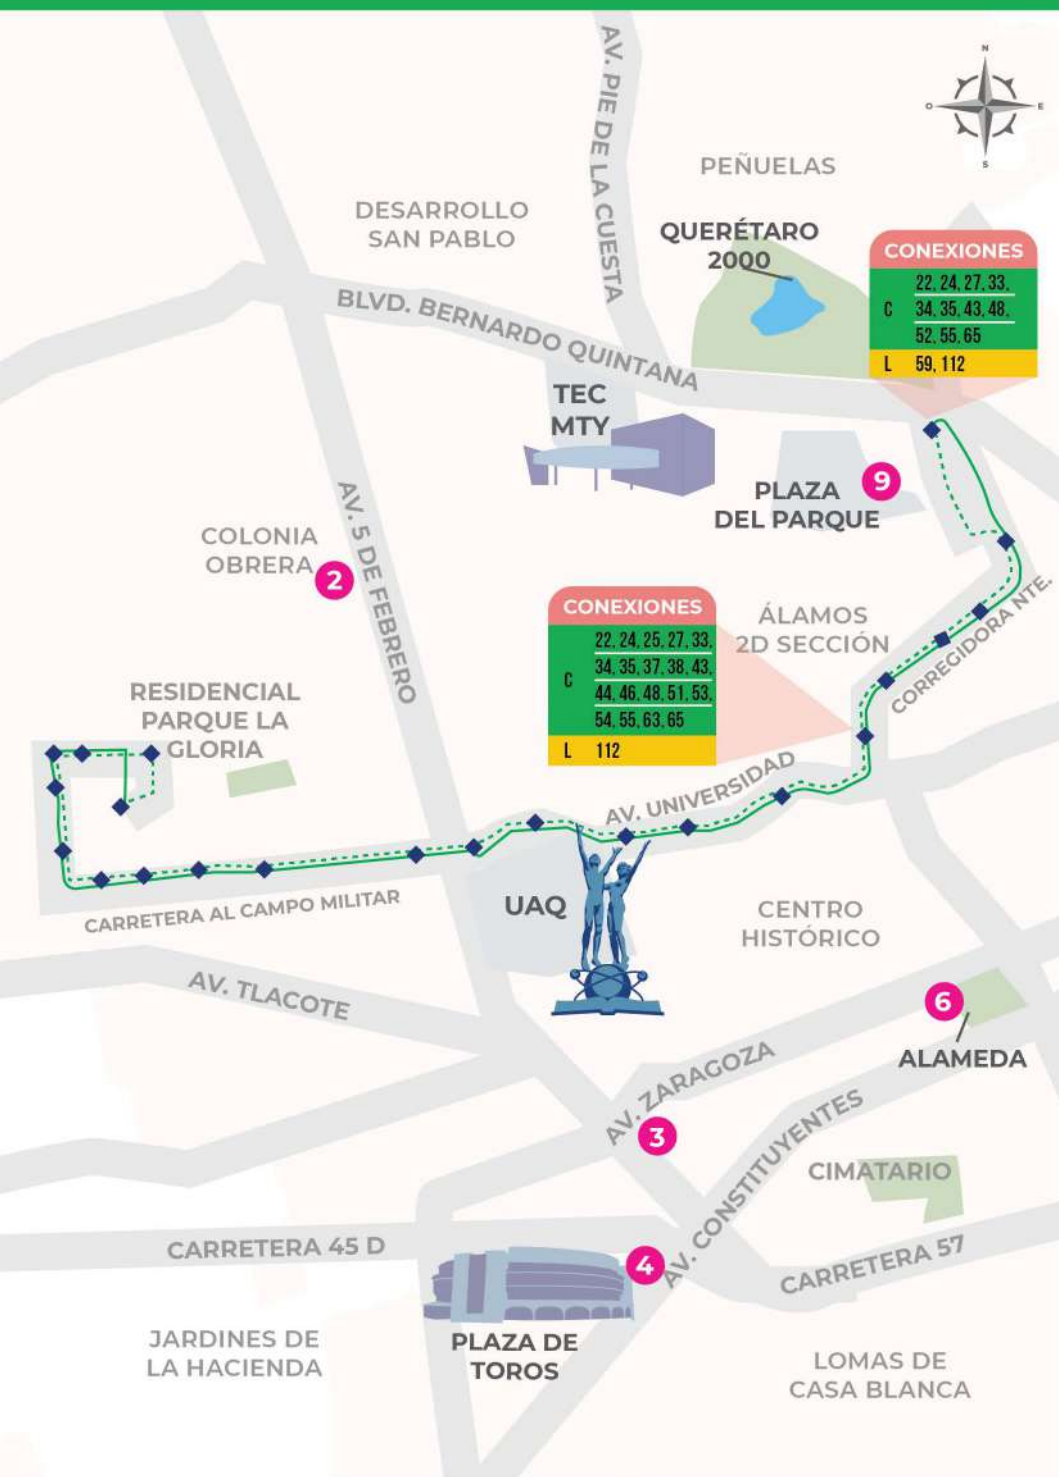 N
O
E
S
AV. PIE DE LA CUESTA
PEÑUELAS
DESARROLLO
SAN PABLO
QUERÉTARO
2000
CONEXIONES
22, 24, 27, 33,
C 34, 35, 43, 48,
52, 55, 65
L 59, 112
BLVD. BERNARDO QUINTANA
TEC
MTY
PLAZA
DEL PARQUE
9
AV. 5 DE FEBRERO
COLONIA
OBRERA
2
CONEXIONES
22, 24, 25, 27, 33,
34, 35, 37, 38, 43,
C
44, 46, 48, 51, 53,
54, 55, 63, 65
L 112
ÁLAMOS
2D SECCIÓN
CORREGIDORA NTE.
RESIDENCIAL
PARQUE LA
GLORIA
AV. UNIVERSIDAD
CARRETERA AL CAMPO MILITAR
UAQ
CENTRO
HISTÓRICO
AV. TLACOTE
6
ALAMEDA
AV. ZARAGOZA
3
AV. CONSTITUYENTES
CIMATARIO
CARRETERA 45 D
4
CARRETERA 57
JARDINES DE
LA HACIENDA
PLAZA DE
TOROS
LOMAS DE
CASA BLANCA